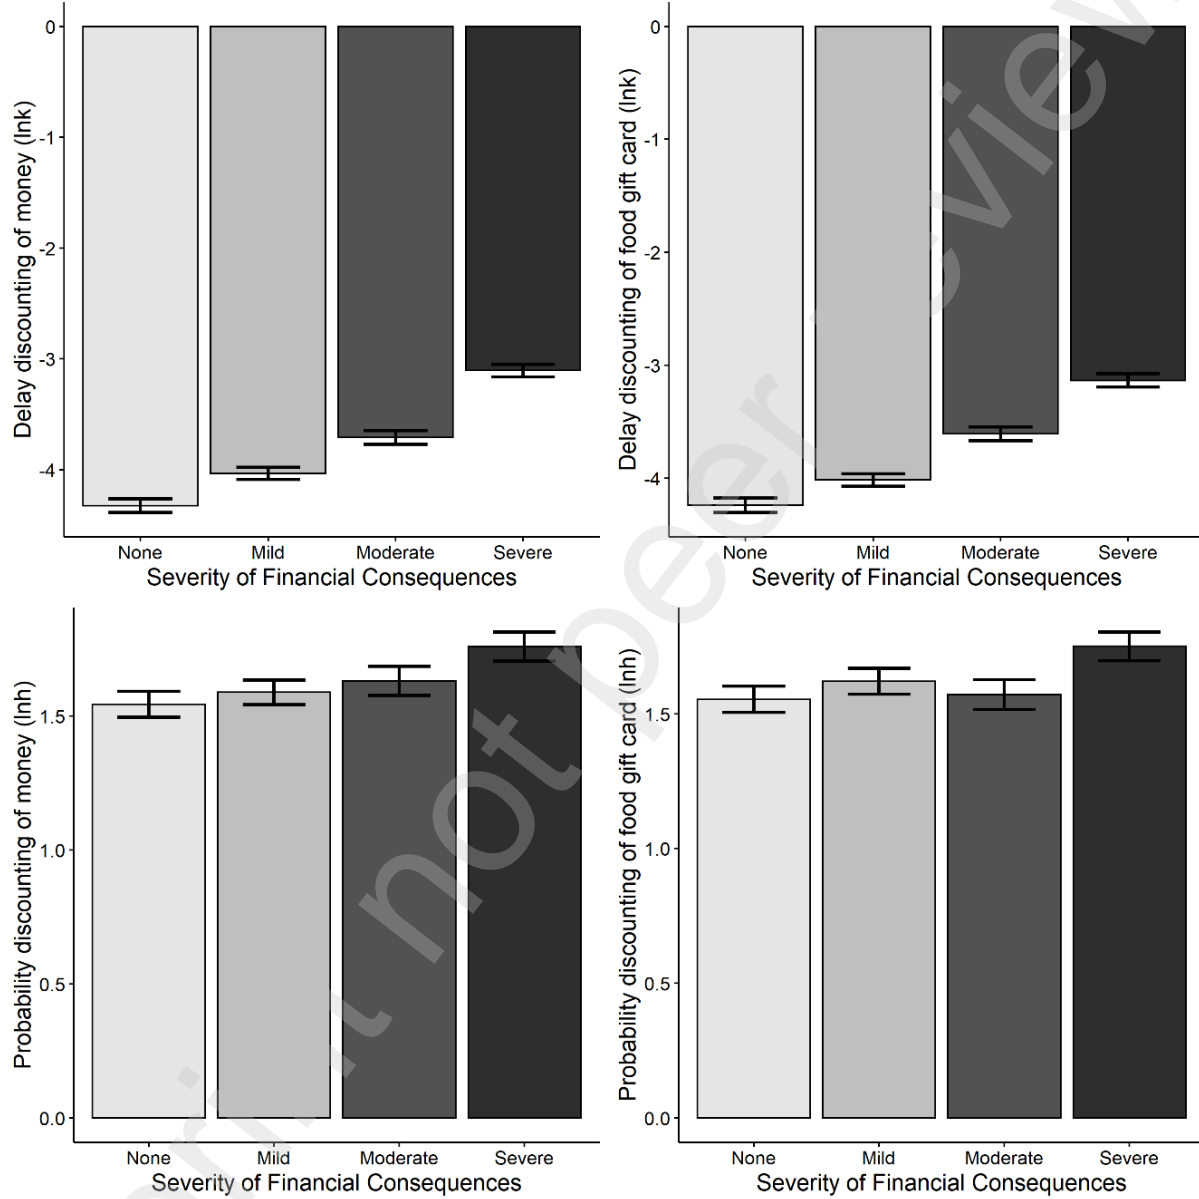 0
-1
-2
-3
-4
Delay discounting of money (lnk)
None Mild Moderate Severe
Severity of Financial Consequences
0
-1
-2
-3
-4
Delay discounting of food gift card (lnk)
None Mild Moderate Severe
Severity of Financial Consequences
1.5
1.0
0.5
0.0
Probability discounting of money (lnh)
None Mild Moderate Severe
Severity of Financial Consequences
1.5
1.0
0.5
0.0
Probability discounting of food gift card (lnh)
None Mild Moderate Severe
Severity of Financial Consequences
print not peer review